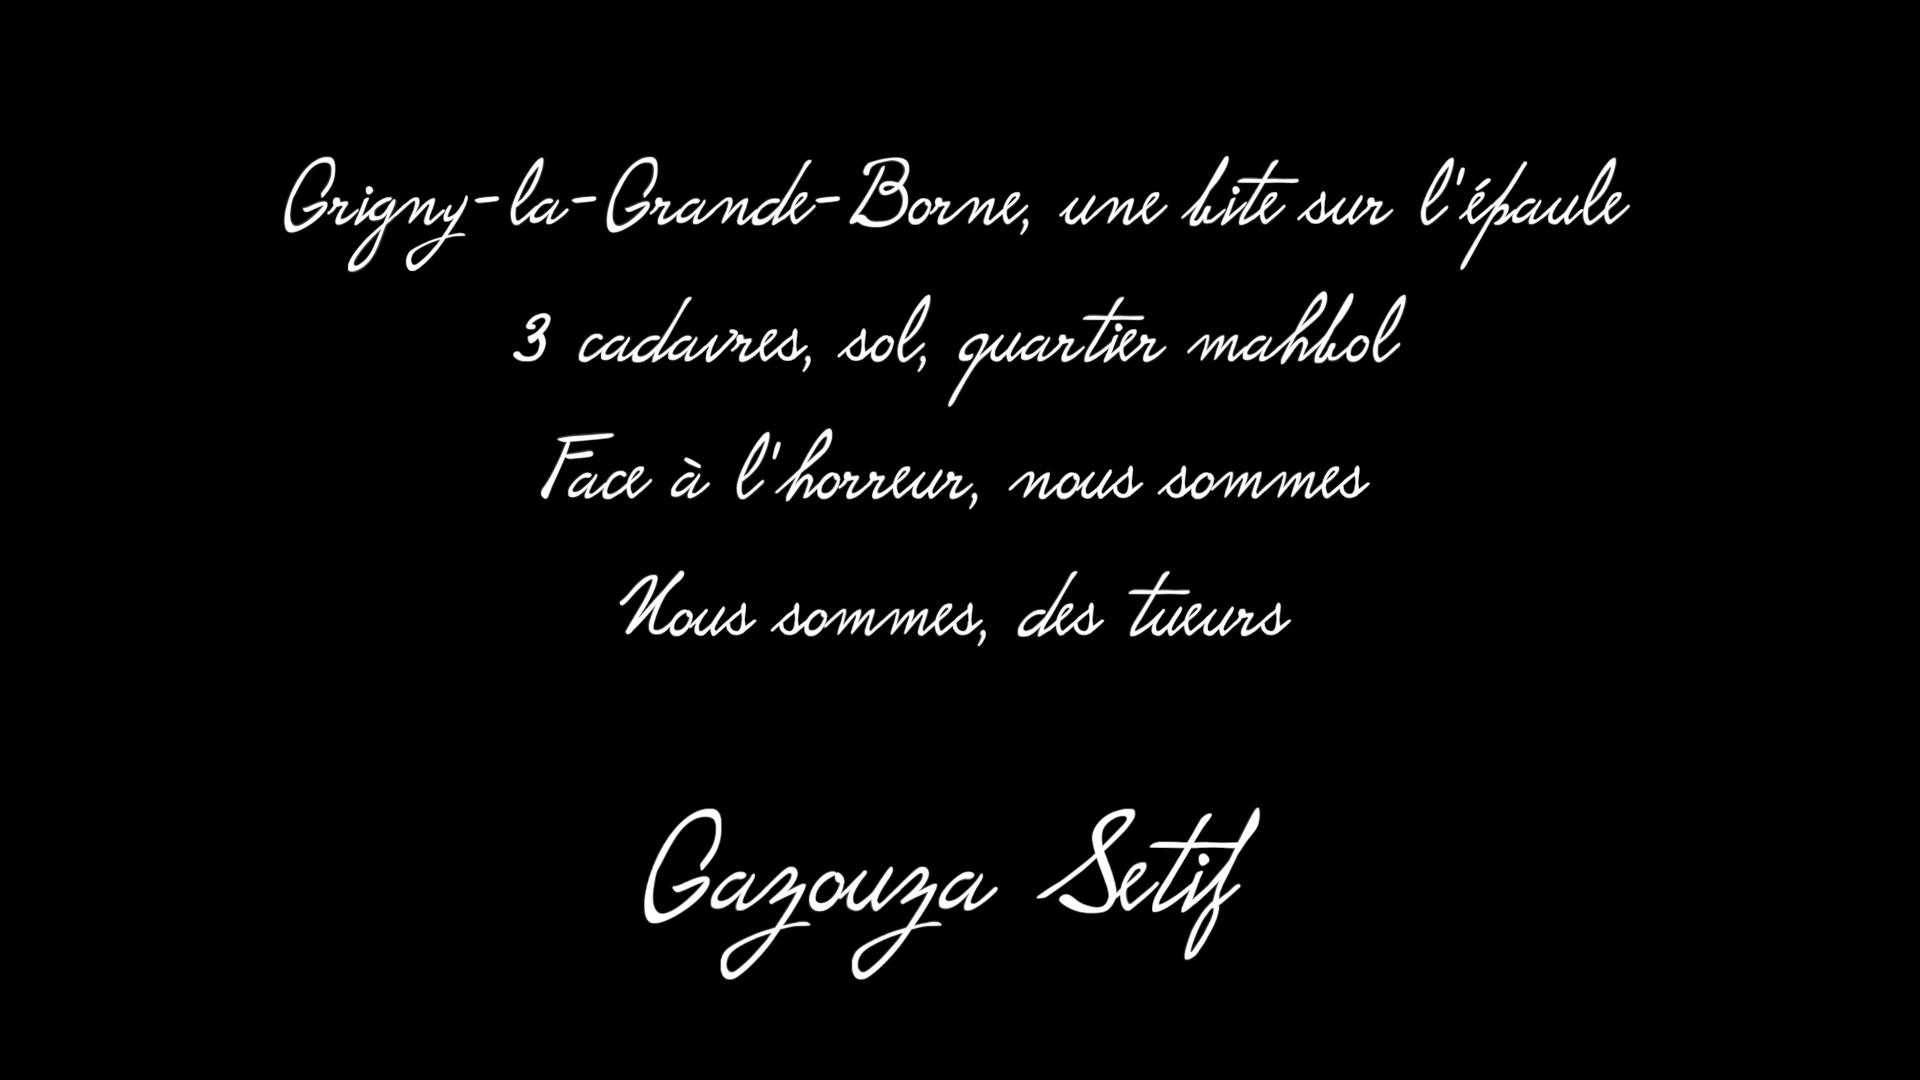 Grigny-la-Grande-Borne, une bite sur l'épaule
3 cadavres, sol, quartier mahbol
Face à l'horreur, nous sommes
Nous sommes, des tueurs
Gazouza Setif